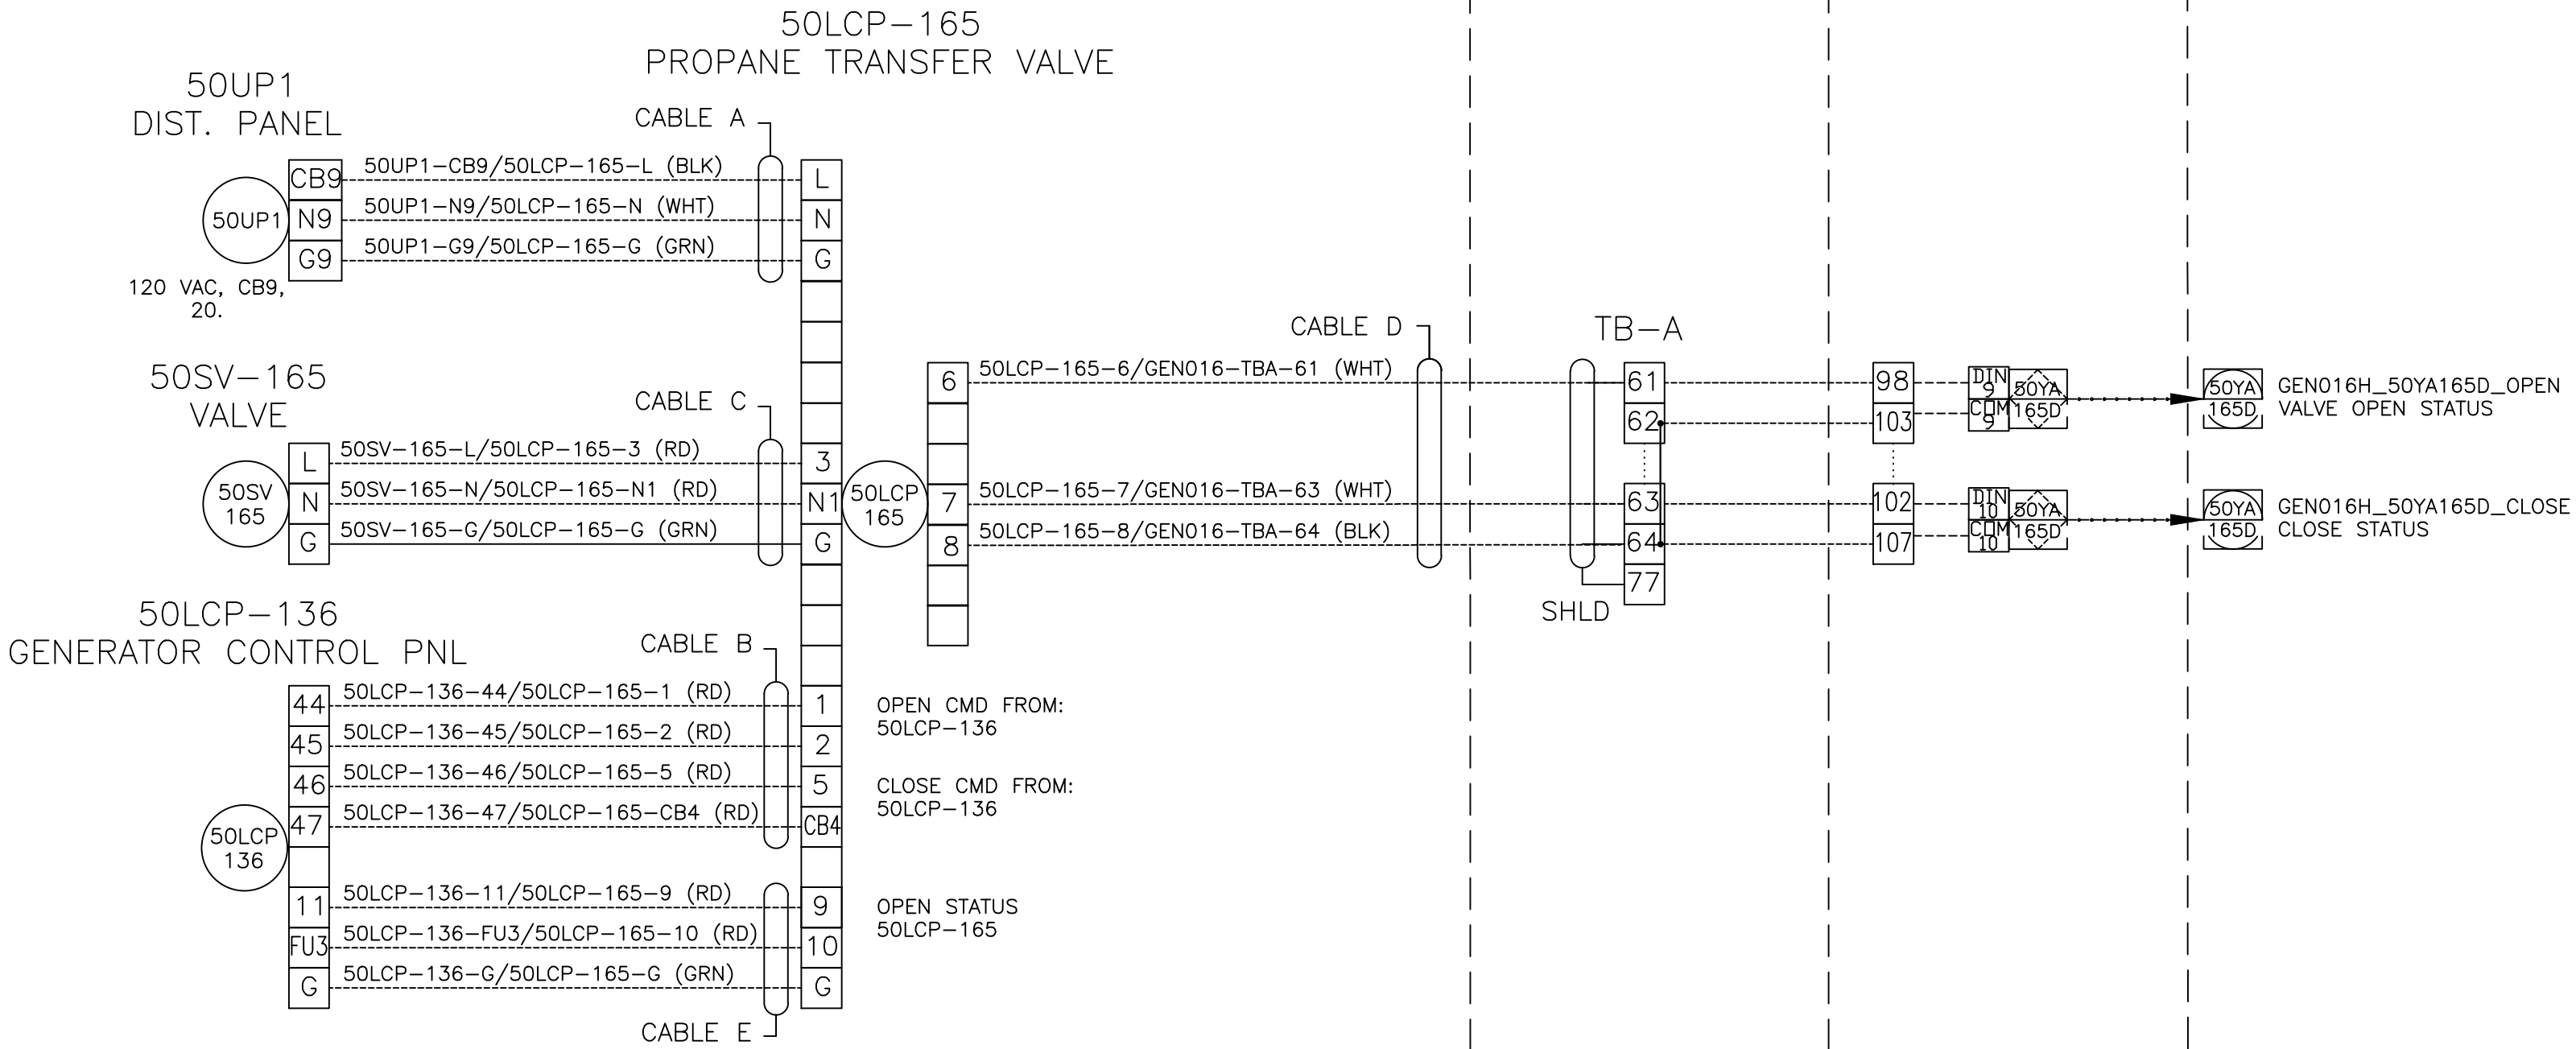 50LCP-165
PROPANE TRANSFER VALVE
50UP1
DIST. PANEL
CABLE A
50UP1
CB9
50UP1-CB9/50LCP-165-L (BLK)
L
N9
50UP1-N9/50LCP-165-N (WHT)
N
G9
50UP1-G9/50LCP-165-G (GRN)
G
120 VAC, CB9,
20.
50SV-165
VALVE
CABLE C
50SV
165
L
50SV-165-L/50LCP-165-3 (RD)
3
N
50SV-165-N/50LCP-165-N1 (RD)
N1
G
50SV-165-G/50LCP-165-G (GRN)
G
50LCP
165
CABLE D
TB-A
6
50LCP-165-6/GEN016-TBA-61 (WHT)
61
98
DIN
9
50YA
165D
50YA
165D
GEN016H_50YA165D_OPEN
VALVE OPEN STATUS
62
103
COM
9
7
50LCP-165-7/GEN016-TBA-63 (WHT)
63
102
DIN
10
50YA
165D
50YA
165D
GEN016H_50YA165D_CLOSE
CLOSE STATUS
8
50LCP-165-8/GEN016-TBA-64 (BLK)
64
107
COM
10
77
SHLD
50LCP-136
GENERATOR CONTROL PNL
CABLE B
50LCP
136
44
50LCP-136-44/50LCP-165-1 (RD)
1
OPEN CMD FROM:
50LCP-136
45
50LCP-136-45/50LCP-165-2 (RD)
2
46
50LCP-136-46/50LCP-165-5 (RD)
5
CLOSE CMD FROM:
50LCP-136
47
50LCP-136-47/50LCP-165-CB4 (RD)
CB4
11
50LCP-136-11/50LCP-165-9 (RD)
9
OPEN STATUS
50LCP-165
FU3
50LCP-136-FU3/50LCP-165-10 (RD)
10
G
50LCP-136-G/50LCP-165-G (GRN)
G
CABLE E